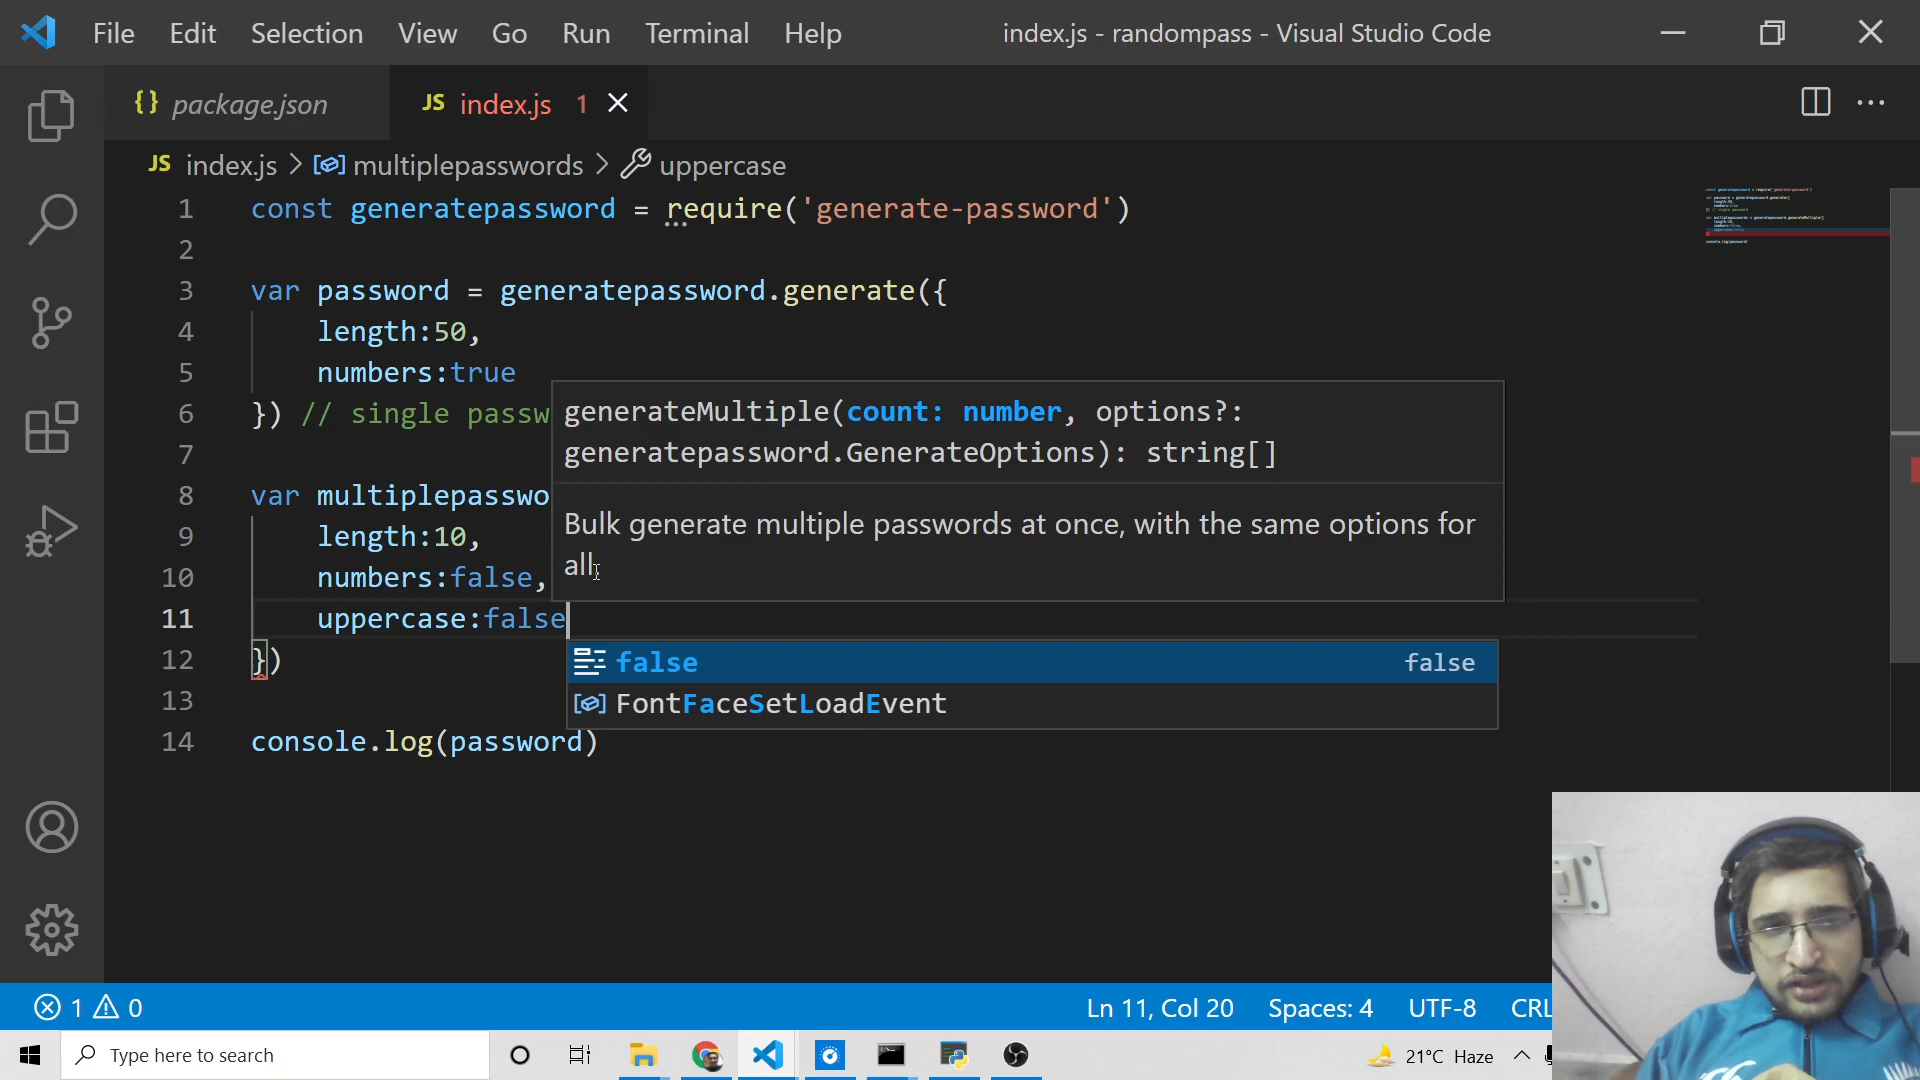 File Edit Selection View Go Run Terminal Help index.js - randompass - Visual Studio Code
{} package.json JS index.js 1
JS index.js > multiplepasswords > uppercase
1 const generatepassword = require('generate-password')
2
3 var password = generatepassword.generate({
4 length:50,
5 numbers:true
6 }) // single passw
7
8 var multiplepasswo
9 length:10,
10 numbers:false,
11 uppercase:false
12 })
13
14 console.log(password)
generateMultiple(count: number, options?:
generatepassword.GenerateOptions): string[]
Bulk generate multiple passwords at once, with the same options for
all.
false false
FontFaceSetLoadEvent
1 0 Ln 11, Col 20 Spaces: 4 UTF-8 CRL
Type here to search 21°C Haze